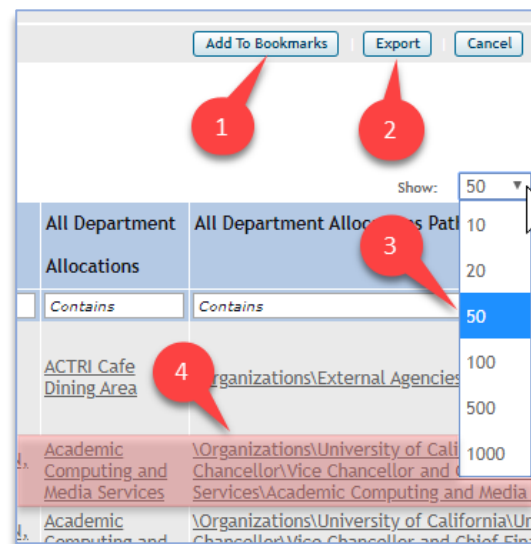 Add To Bookmarks Export Cancel
1 2
Show: 50
All Department All Department Allocations Path
Allocations
3
10
20
50
100
500
1000
Contains Contains
ACTRI Cafe
Dining Area
4
\Organizations\External Agencies
Academic
Computing and
Media Services
\Organizations\University of Cali
Chancellor\Vice Chancellor and
Services\Academic Computing and Media
Academic
Computing and
\Organizations\University of California\Un
Chancellor\Vice Chancellor and Chief Fin